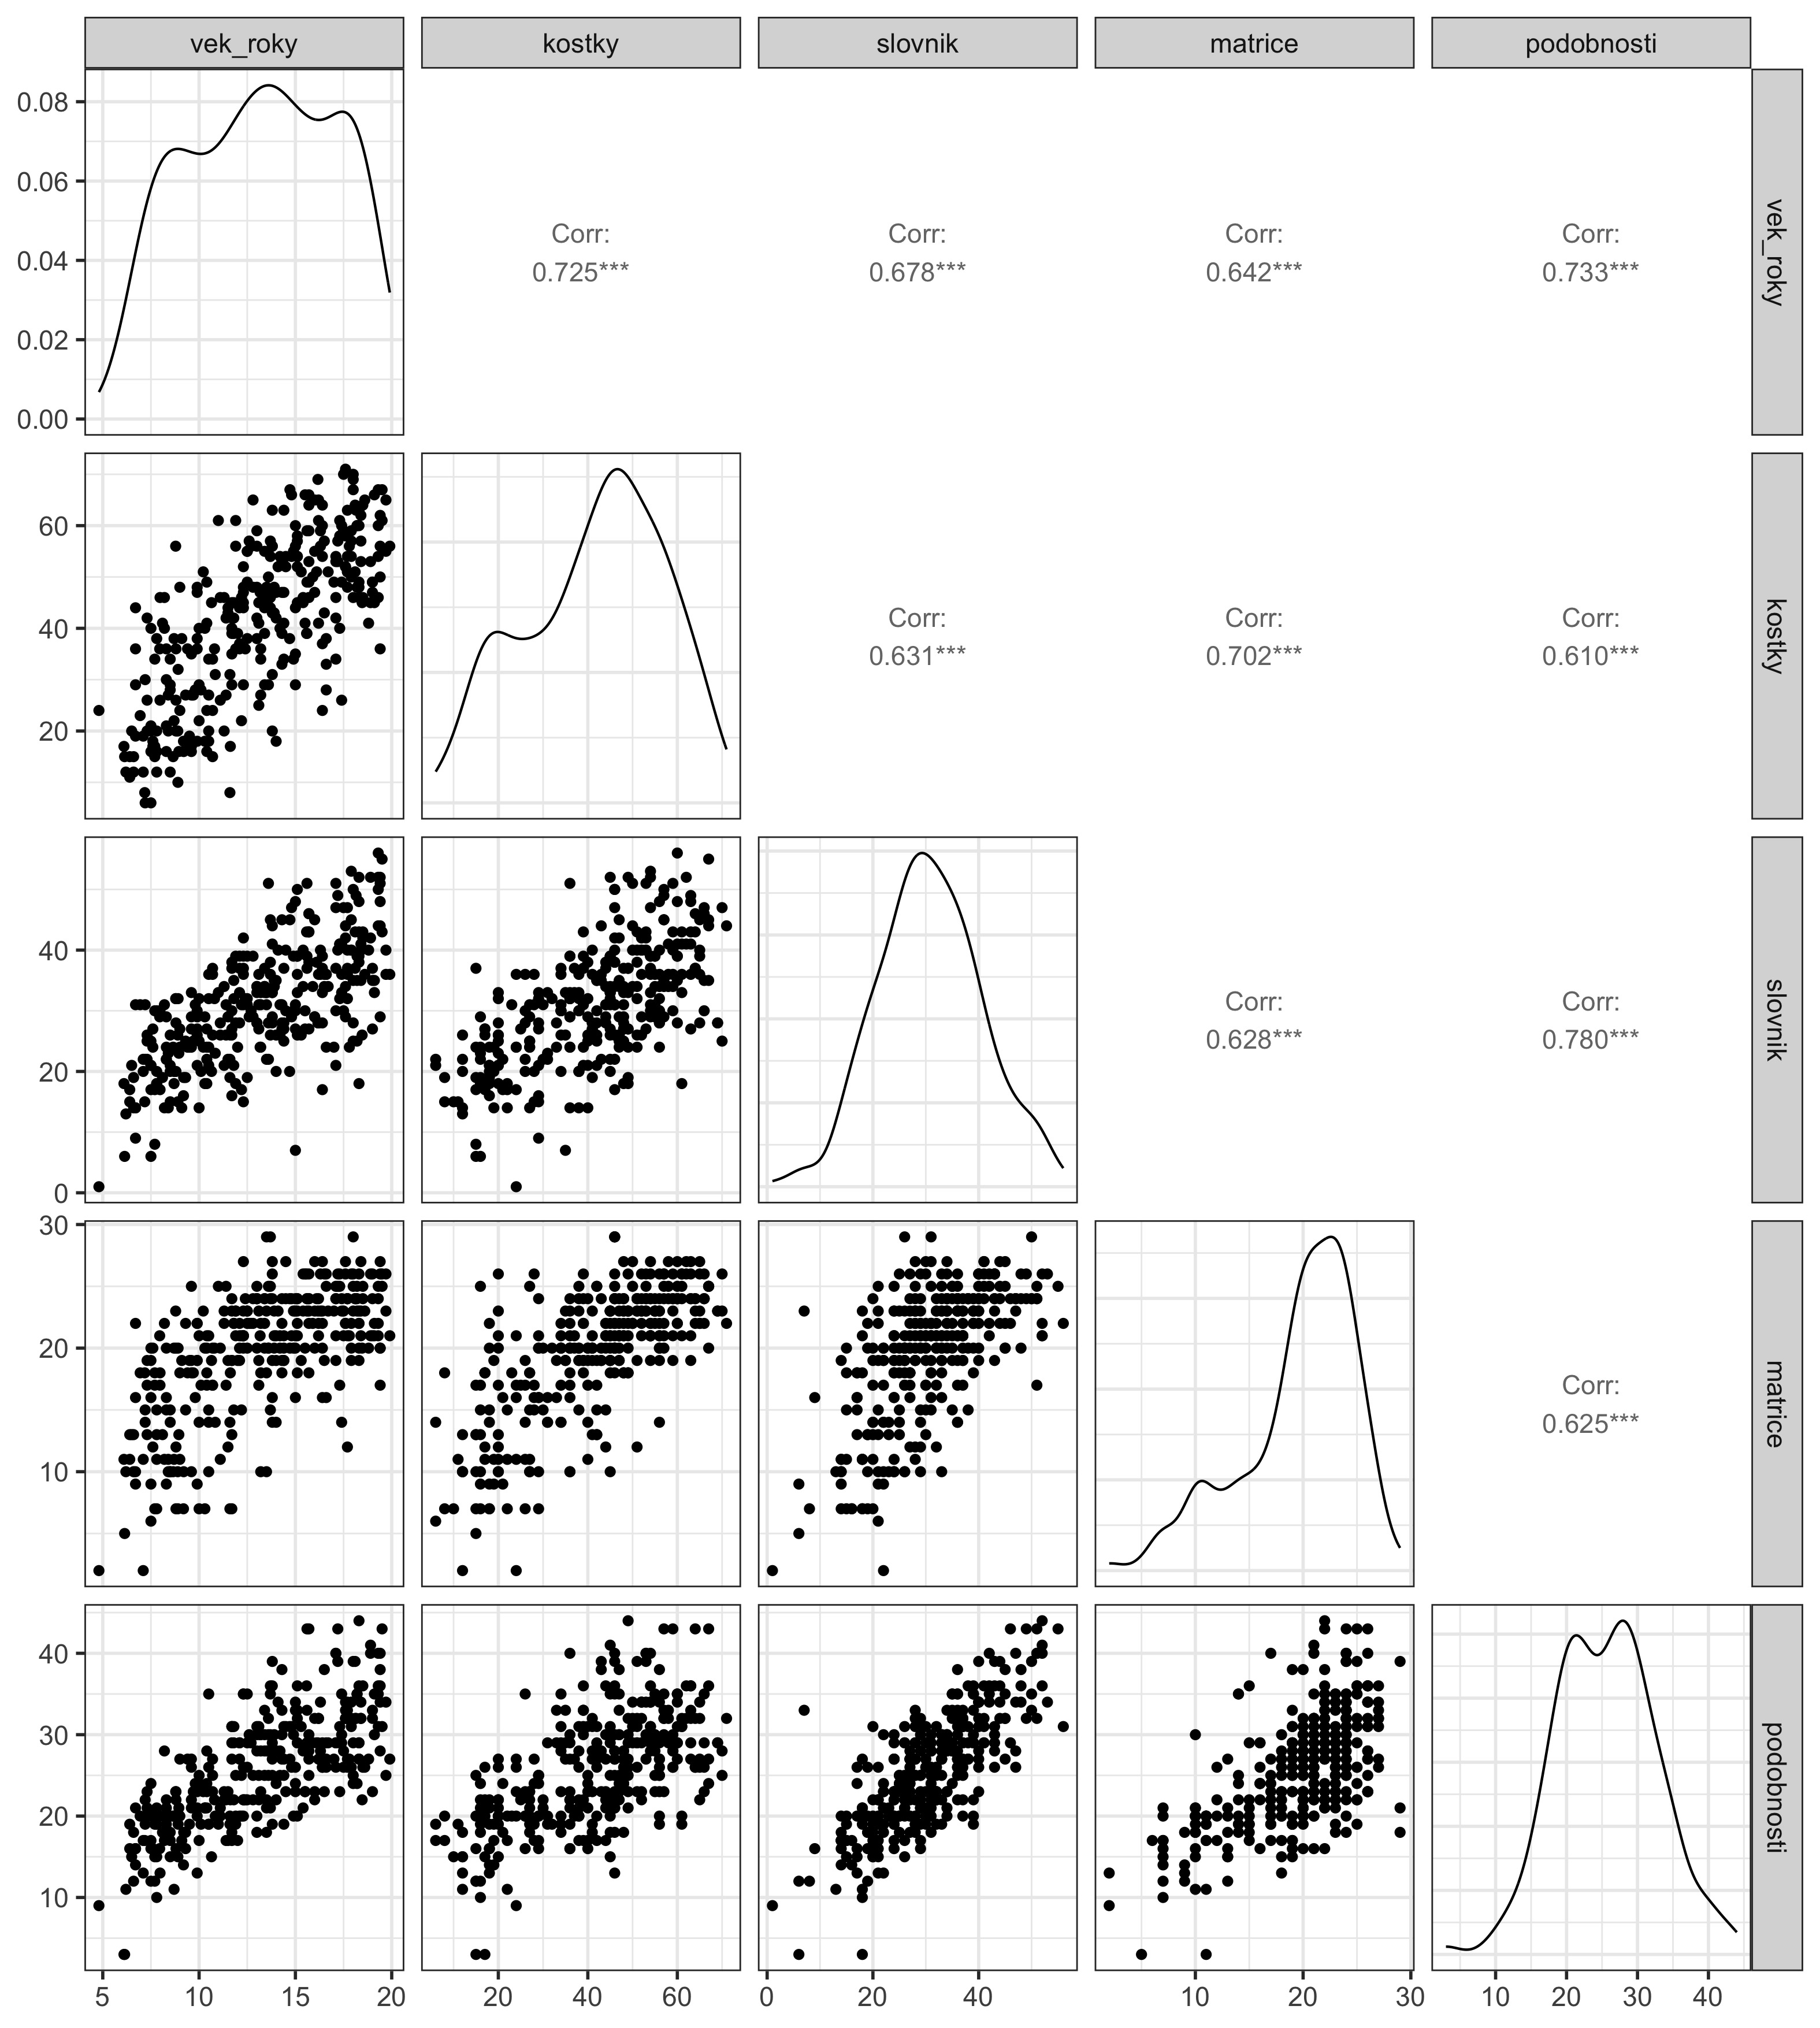 vek_roky kostky slovnik matrice podobnosti
0.08
0.06
0.04
0.02
0.00
Corr:
0.725***
Corr:
0.678***
Corr:
0.642***
Corr:
0.733***
vek_roky
60
40
20
Corr:
0.631***
Corr:
0.702***
Corr:
0.610***
kostky
40
20
0
Corr:
0.628***
Corr:
0.780***
slovnik
30
20
10
Corr:
0.625***
matrice
40
30
20
10
podobnosti
5 10 15 20
20 40 60
0 20 40
10 20 30
10 20 30 40